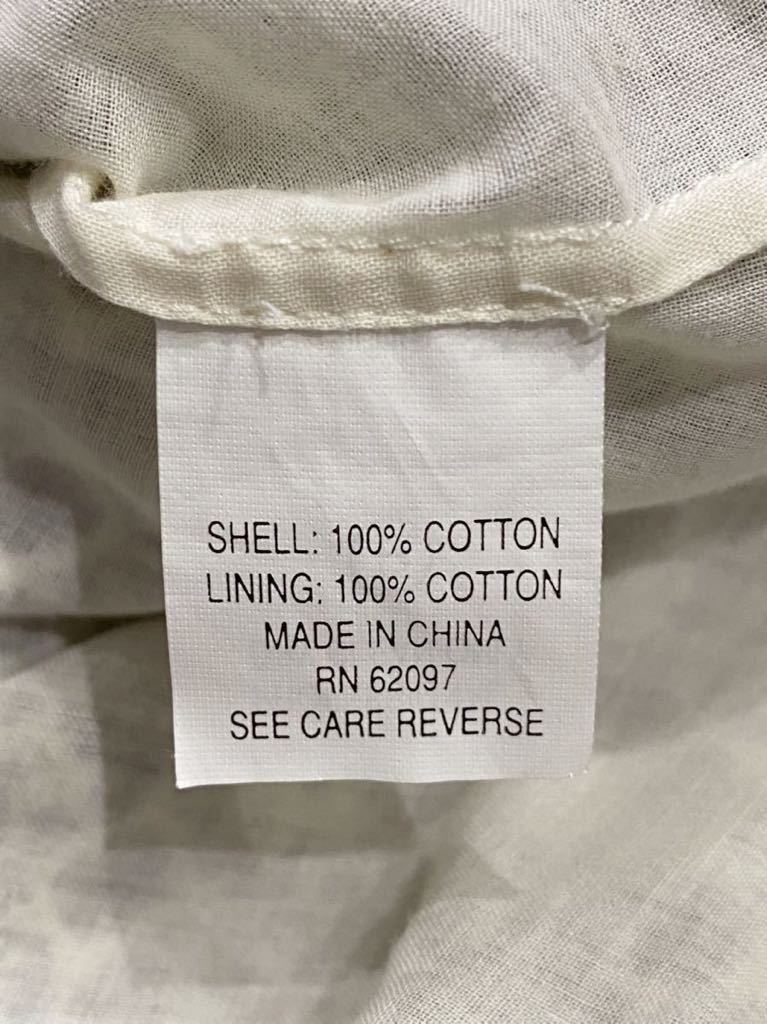 SHELL: 100% COTTON
LINING: 100% COTTON
MADE IN CHINA
RN 62097
SEE CARE REVERSE